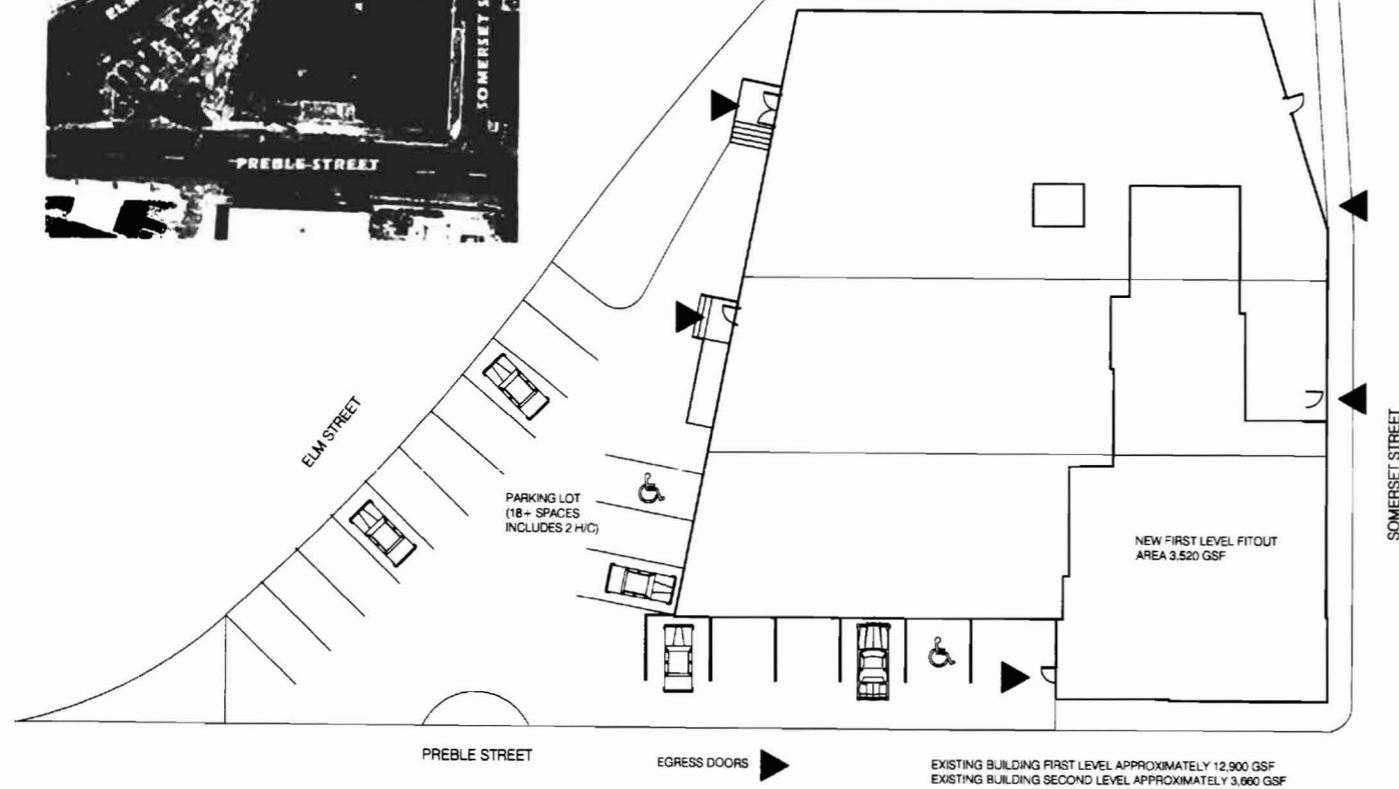 SOMERSET S
PREBLE STREET
ELM STREET
PARKING LOT
(18+ SPACES
INCLUDES 2 H/C)
NEW FIRST LEVEL FITOUT
AREA 3,520 GSF
SOMERSET STREET
PREBLE STREET
EGRESS DOORS
EXISTING BUILDING FIRST LEVEL APPROXIMATELY 12,900 GSF
EXISTING BUILDING SECOND LEVEL APPROXIMATELY 3,660 GSF